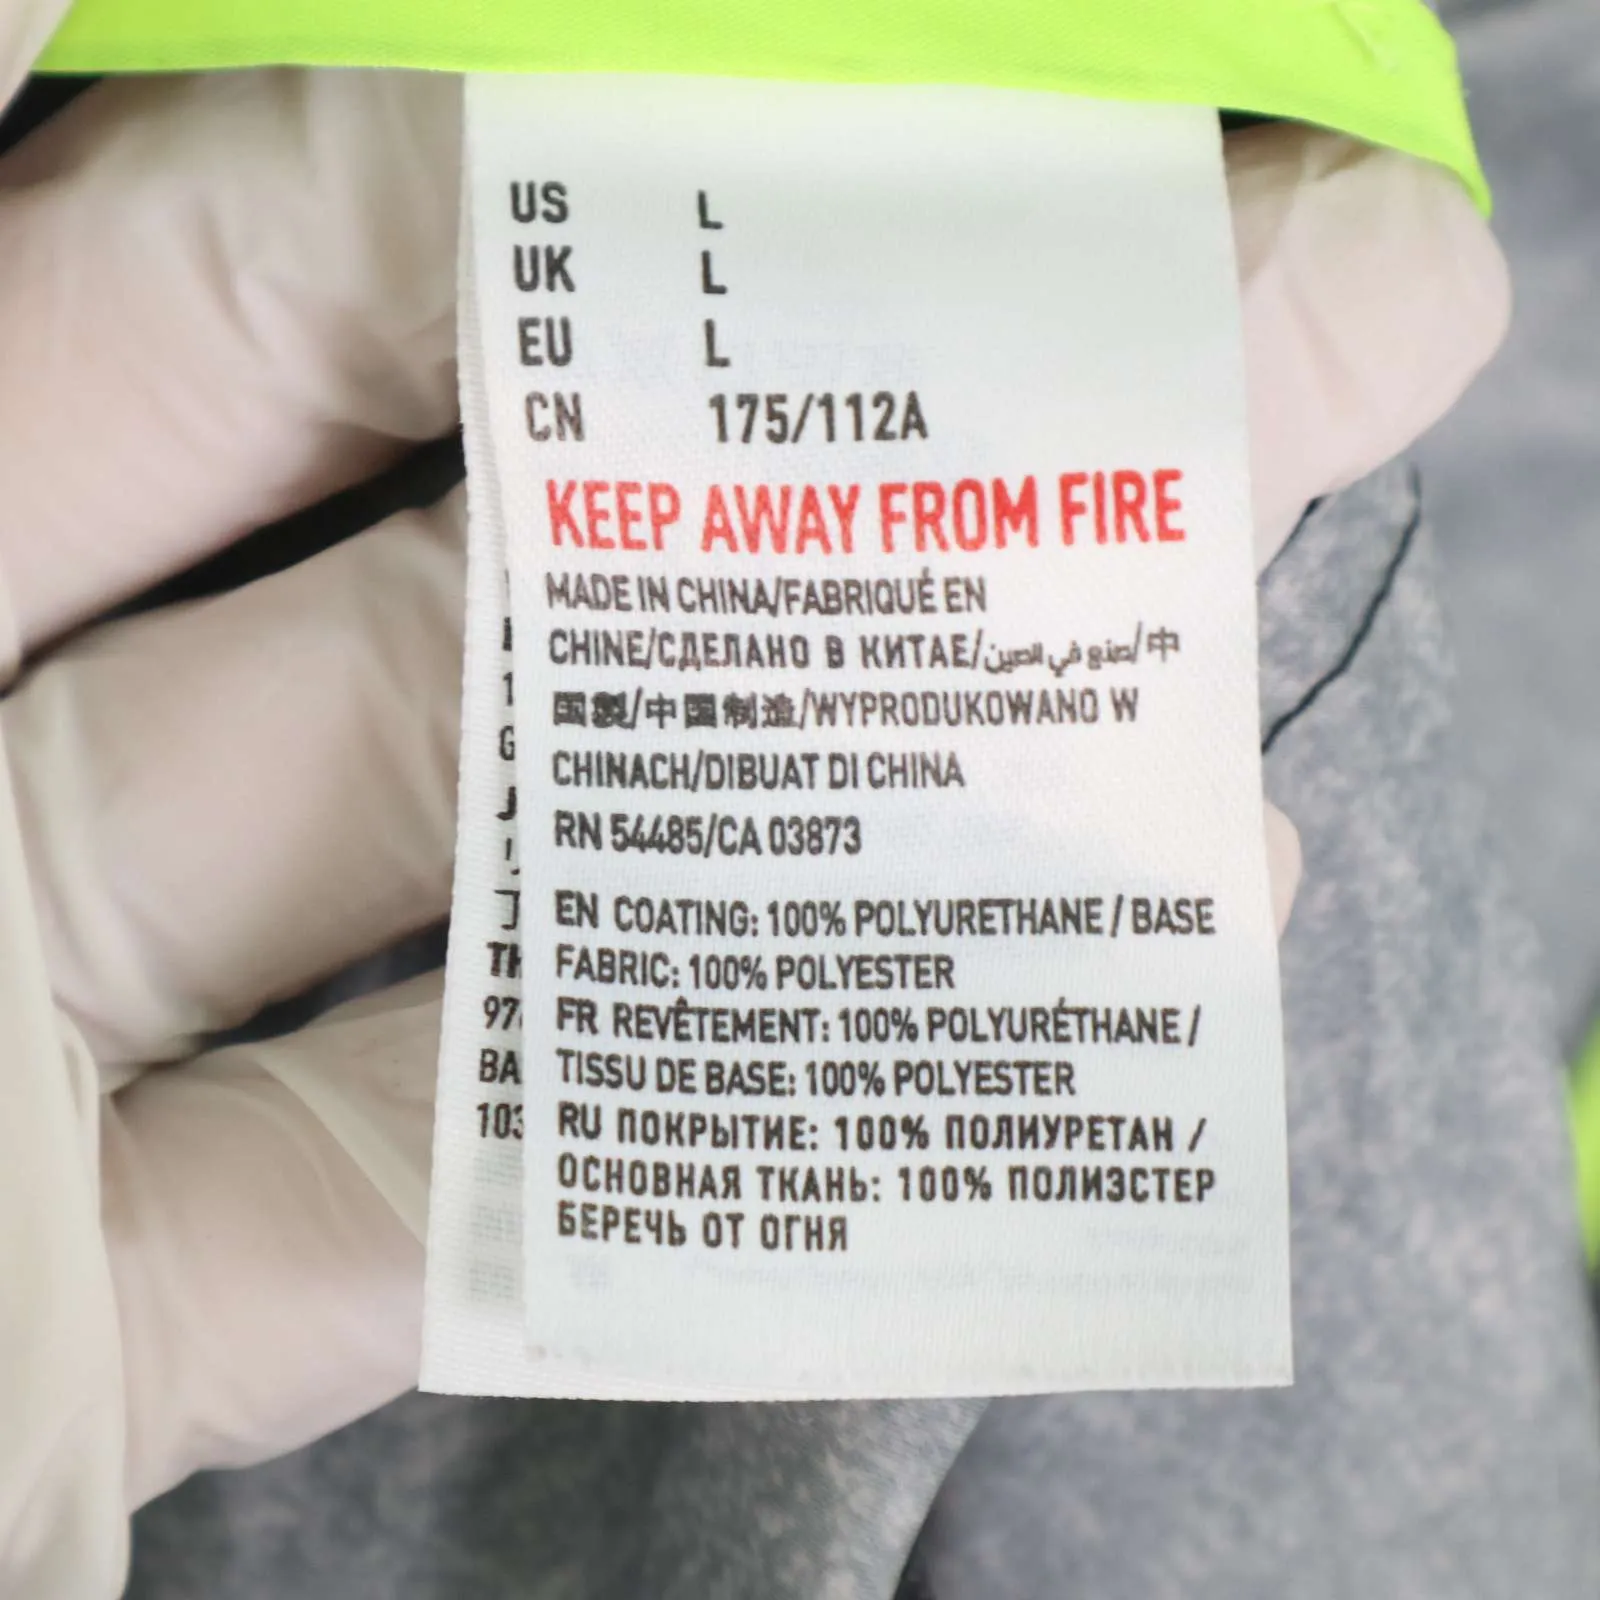 US L
UK L
EU L
CN 175/112A
KEEP AWAY FROM FIRE
MADE IN CHINA/FABRIQUÉ EN
CHINE/СДЕЛАНО В КИТАЕ/صنع في الصين/中
国製/中国制造/WYPRODUKOWANO W
CHINACH/DIBUAT DI CHINA
RN 54485/CA 03873
EN COATING: 100% POLYURETHANE / BASE
FABRIC: 100% POLYESTER
FR REVÊTEMENT: 100% POLYURÉTHANE /
TISSU DE BASE: 100% POLYESTER
RU ПОКРЫТИЕ: 100% ПОЛИУРЕТАН /
ОСНОВНАЯ ТКАНЬ: 100% ПОЛИЭСТЕР
БЕРЕЧЬ ОТ ОГНЯ